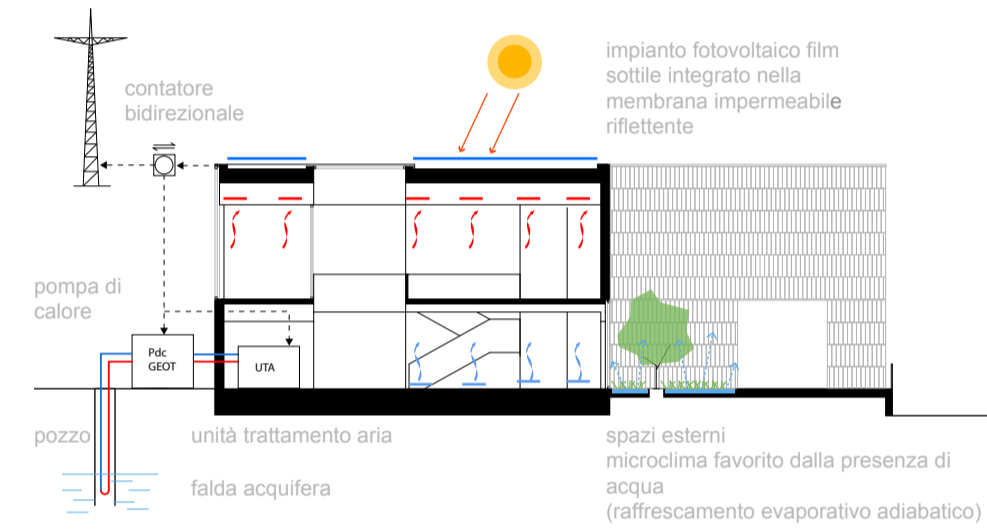 contatore
bidirezionale
impianto fotovoltaico film
sottile integrato nella
membrana impermeabile
riflettente
pompa di
calore
Pdc
GEOT
UTA
pozzo
unità trattamento aria
falda acquifera
spazi esterni
microclima favorito dalla presenza di
acqua
(raffrescamento evaporativo adiabatico)